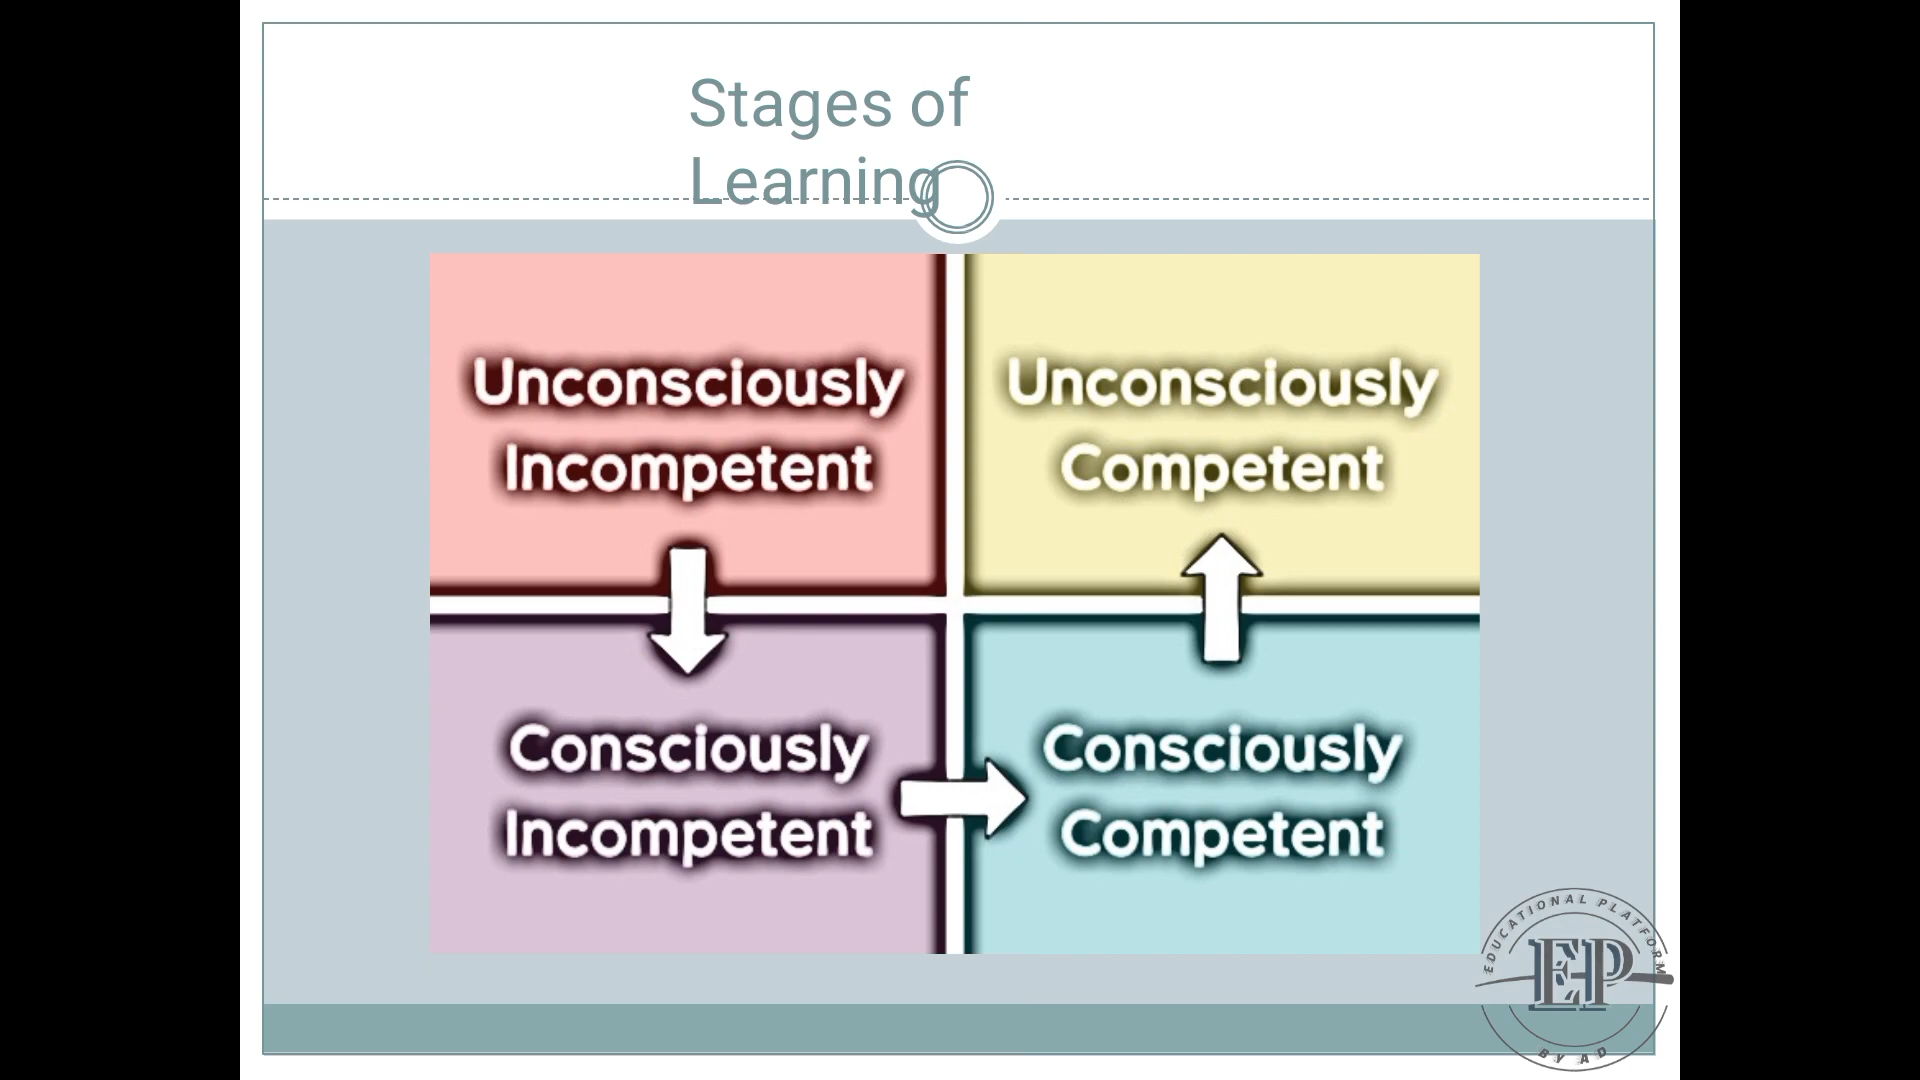 Stages of
Learning
Unconsciously
Incompetent
Unconsciously
Competent
Consciously
Incompetent
Consciously
Competent
EDUCATIONAL PLATFORM
EP
BY AD